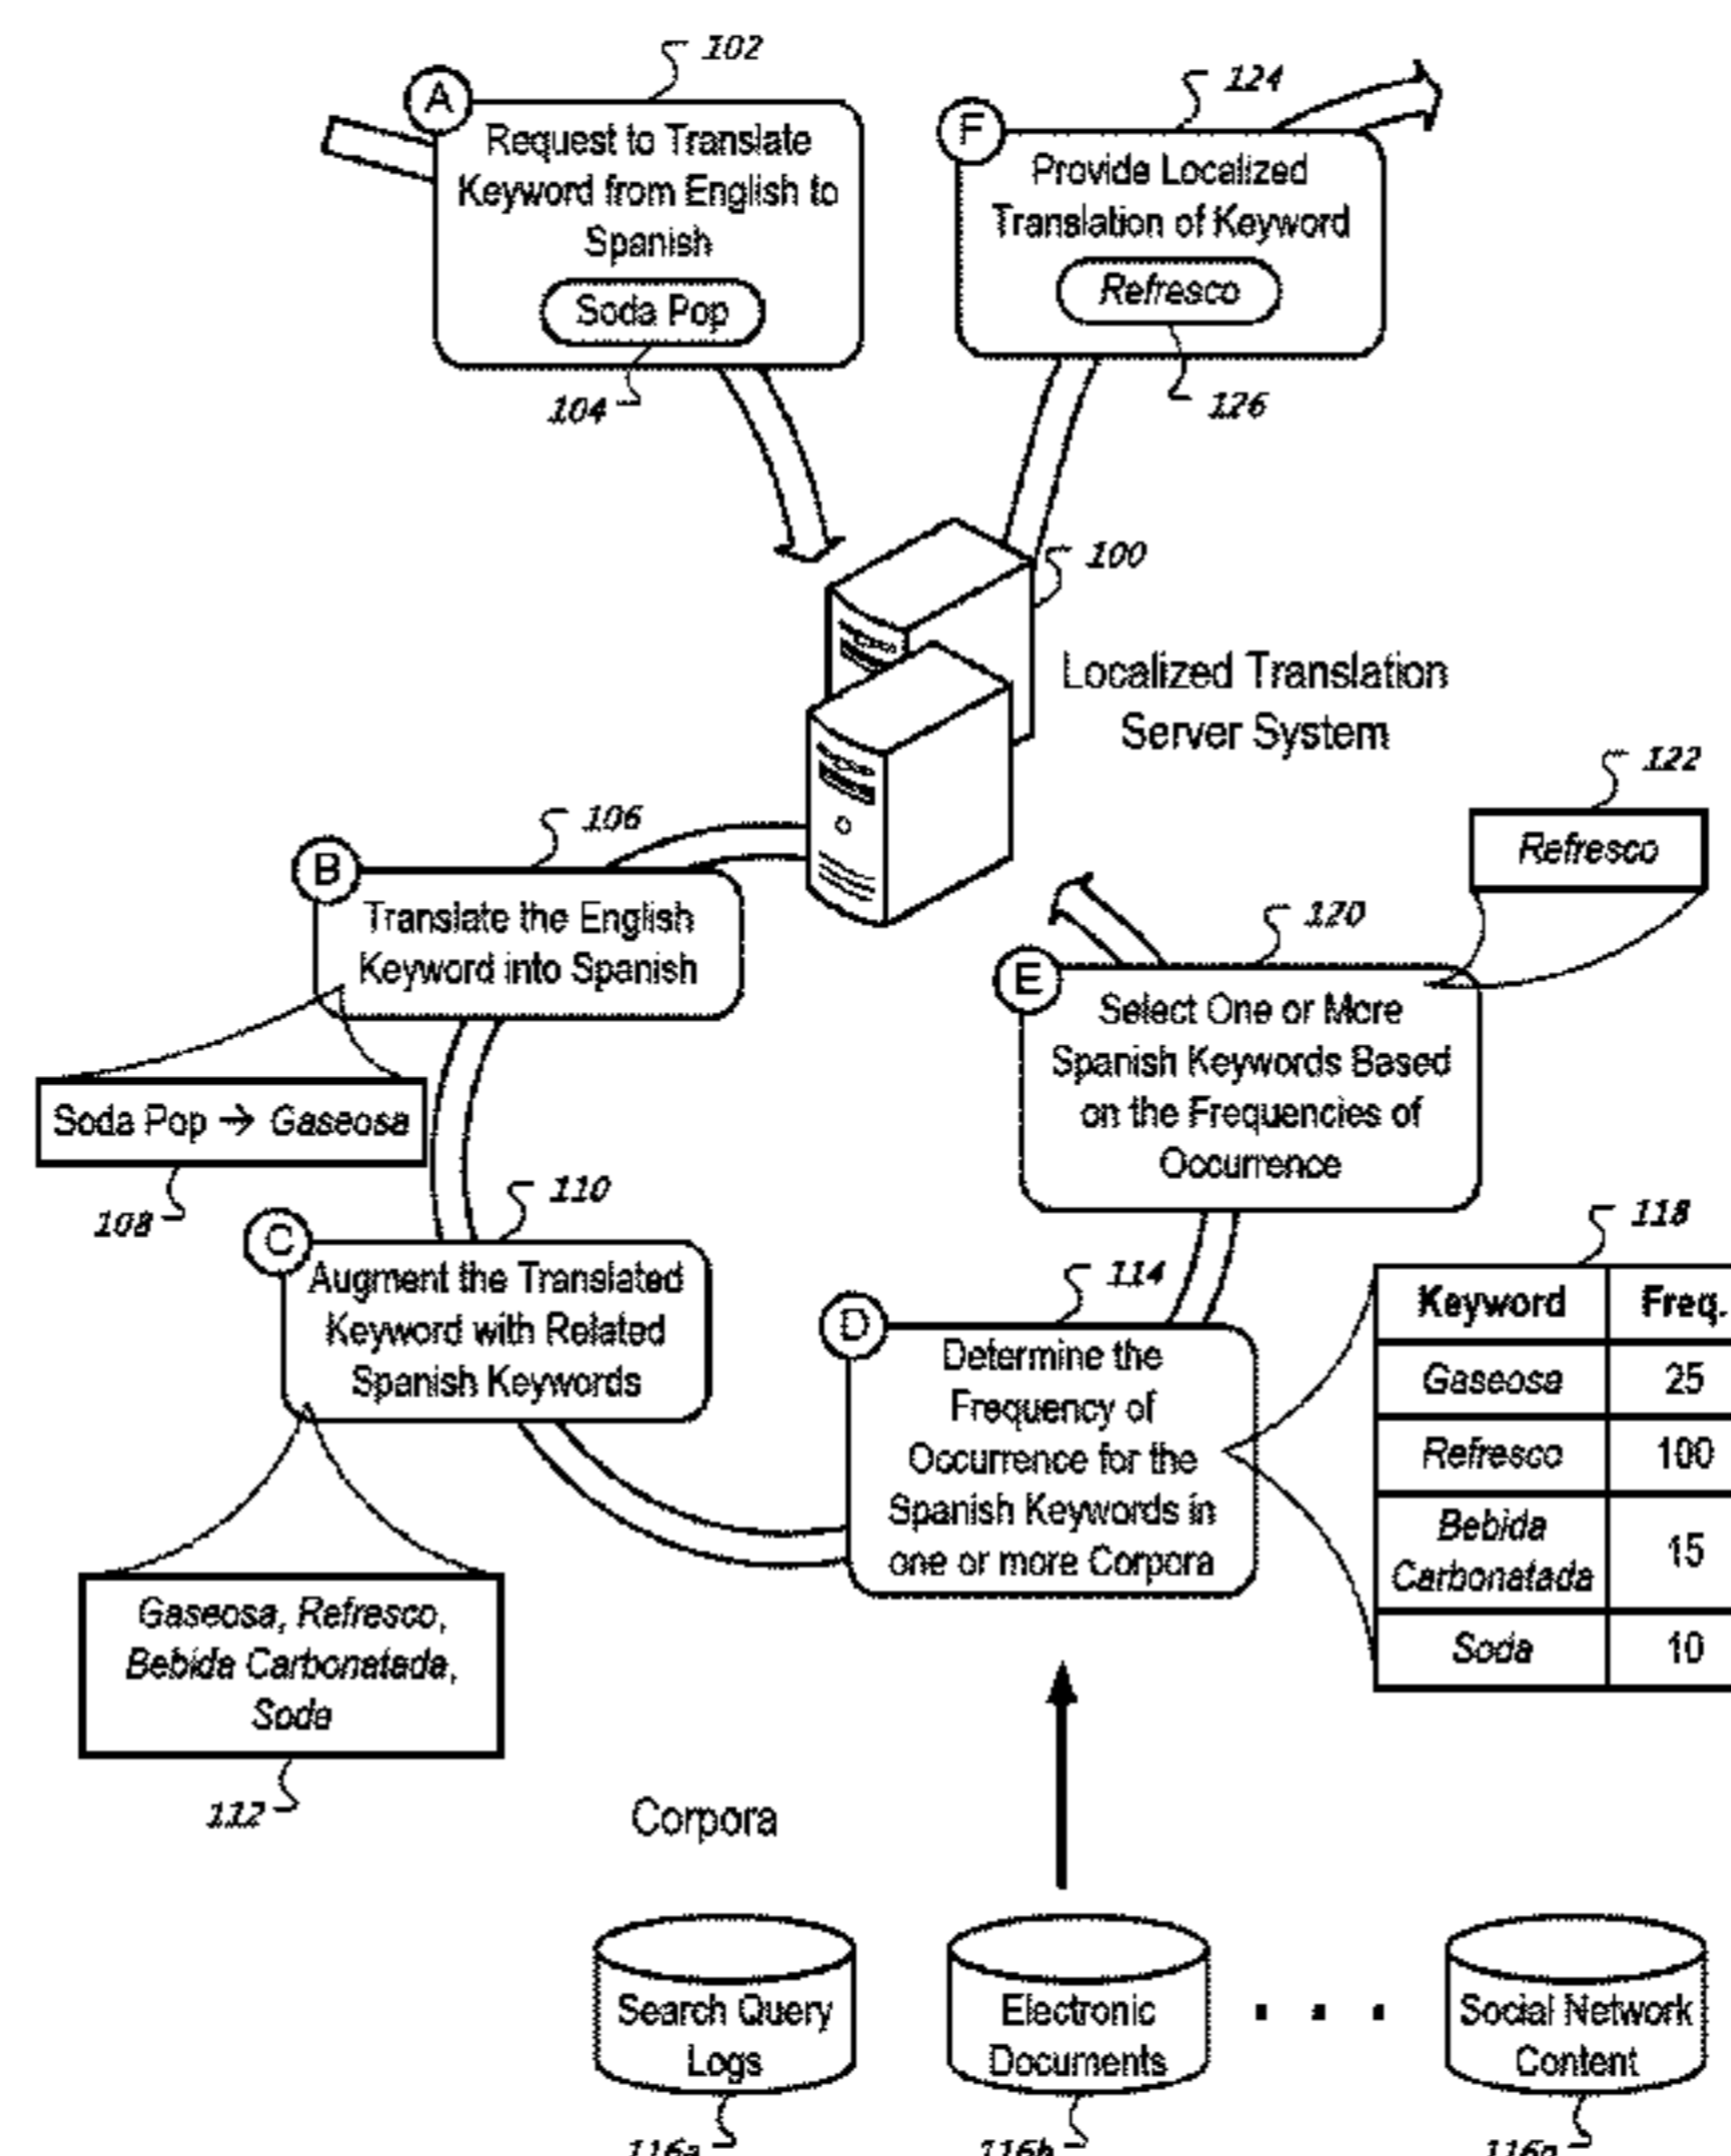 102
A
Request to Translate
Keyword from English to
Spanish
Soda Pop
104
124
F
Provide Localized
Translation of Keyword
Refresco
126
100
Localized Translation
Server System
106
B
Translate the English
Keyword into Spanish
Soda Pop → Gaseosa
108
110
C
Augment the Translated
Keyword with Related
Spanish Keywords
Gaseosa, Refresco,
Bebida Carbonatada,
Soda
112
114
D
Determine the
Frequency of
Occurrence for the
Spanish Keywords in
one or more Corpora
118
Keyword Freq.
Gaseosa 25
Refresco 100
Bebida
Carbonatada 15
Soda 10
122
Refresco
120
E
Select One or More
Spanish Keywords Based
on the Frequencies of
Occurrence
Corpora
Search Query
Logs
116a
Electronic
Documents
116b
. . .
Social Network
Content
116n